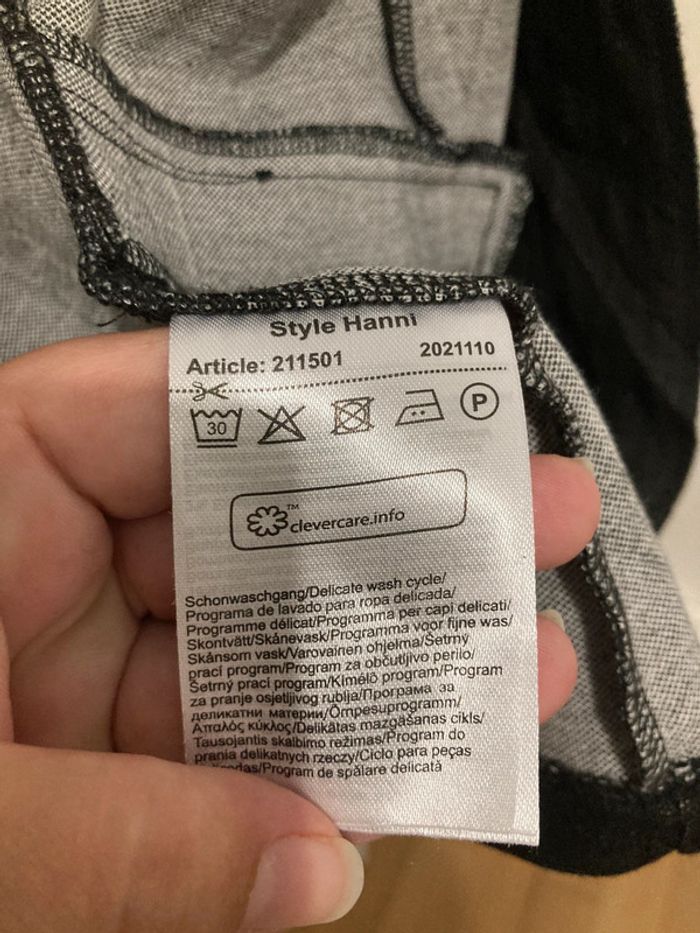 Style Hanni
Article: 211501 2021110
30 P
™
clevercare.info
Schonwaschgang/Delicate wash cycle/
Programa de lavado para ropa delicada/
Programme délicat/Programma per capi delicati/
Skontvätt/Skånevask/Programma voor fijne was/
Skånsom vask/Varovainen ohjelma/Šetrný
prací program/Program za občutljivo perilo/
Šetrný prací program/Kímélő program/Program
za pranje osjetljivog rublja/Програма за
деликатни материи/Õrnpesuprogramm/
Απαλός κύκλος/Delikātas mazgāšanas cikls/
Tausojantis skalbimo režimas/Program do
prania delikatnych rzeczy/Ciclo para peças
/Program de spălare delicată